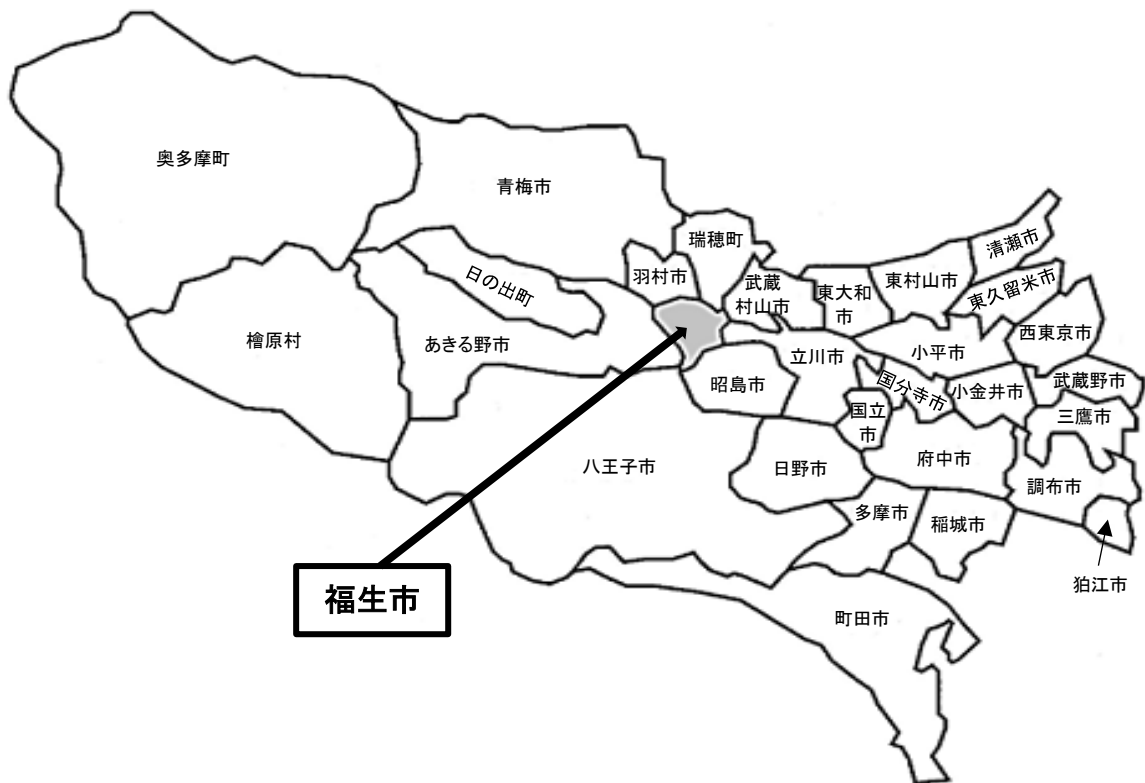 奥多摩町
青梅市
瑞穂町
清瀬市
羽村市
日の出町
武蔵
村山市
東大和
市
東村山市
東久留米市
檜原村
あきる野市
立川市
小平市
西東京市
昭島市
国分寺市
小金井市
武蔵野市
国立
市
三鷹市
八王子市
日野市
府中市
調布市
多摩市
稲城市
狛江市
福生市
町田市